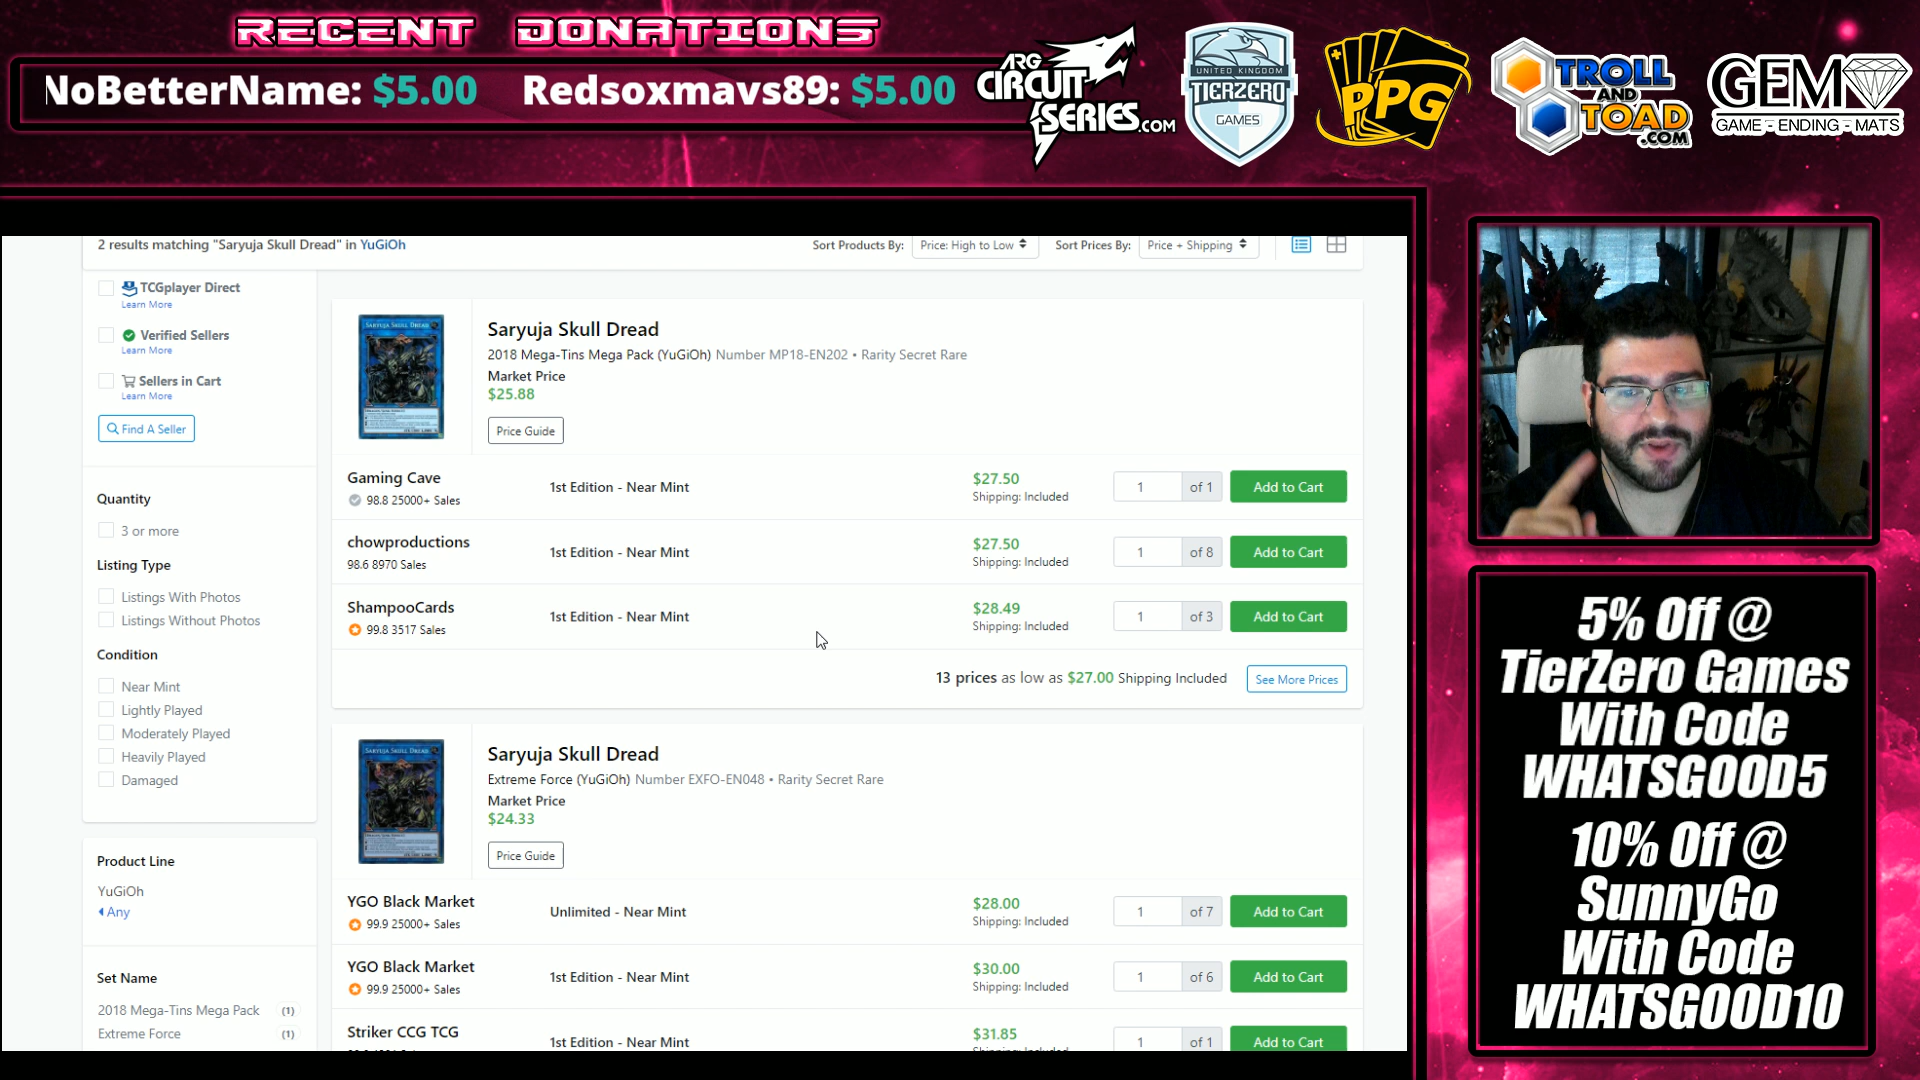 RECENT DONATIONS
NoBetterName: $5.00 Redsoxmavs89: $5.00
ARG CIRCUIT SERIES.COM
UNITED KINGDOM TIERZERO GAMES
PPG
TROLL AND TOAD.COM
GEM GAME - ENDING - MATS
2 results matching "Saryuja Skull Dread" in YuGiOh
Sort Products By: Price: High to Low
Sort Prices By: Price + Shipping
TCGplayer Direct
Learn More
Verified Sellers
Learn More
Sellers in Cart
Learn More
Find A Seller
Quantity
3 or more
Listing Type
Listings With Photos
Listings Without Photos
Condition
Near Mint
Lightly Played
Moderately Played
Heavily Played
Damaged
Product Line
YuGiOh
Any
Set Name
2018 Mega-Tins Mega Pack (1)
Extreme Force (1)
SARYUJA SKULL DREAD
Saryuja Skull Dread
2018 Mega-Tins Mega Pack (YuGiOh) Number MP18-EN202 • Rarity Secret Rare
Market Price
$25.88
Price Guide
Gaming Cave
98.8 25000+ Sales
1st Edition - Near Mint
$27.50
Shipping: Included
1 of 1 Add to Cart
chowproductions
98.6 8970 Sales
1st Edition - Near Mint
$27.50
Shipping: Included
1 of 8 Add to Cart
ShampooCards
99.8 3517 Sales
1st Edition - Near Mint
$28.49
Shipping: Included
1 of 3 Add to Cart
13 prices as low as $27.00 Shipping Included See More Prices
SARYUJA SKULL DREAD
Saryuja Skull Dread
Extreme Force (YuGiOh) Number EXFO-EN048 • Rarity Secret Rare
Market Price
$24.33
Price Guide
YGO Black Market
99.9 25000+ Sales
Unlimited - Near Mint
$28.00
Shipping: Included
1 of 7 Add to Cart
YGO Black Market
99.9 25000+ Sales
1st Edition - Near Mint
$30.00
Shipping: Included
1 of 6 Add to Cart
Striker CCG TCG
1st Edition - Near Mint
$31.85
1 of 1 Add to Cart
5% Off @
TierZero Games
With Code
WHATSGOOD5
10% Off @
SunnyGo
With Code
WHATSGOOD10